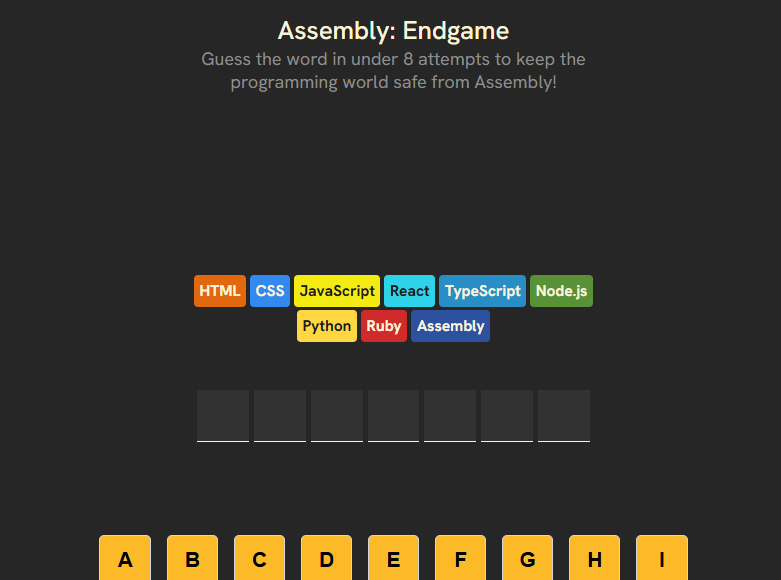 Assembly: Endgame
Guess the word in under 8 attempts to keep the
programming world safe from Assembly!
HTML CSS JavaScript React TypeScript Node.js
Python Ruby Assembly
A B C D E F G H I